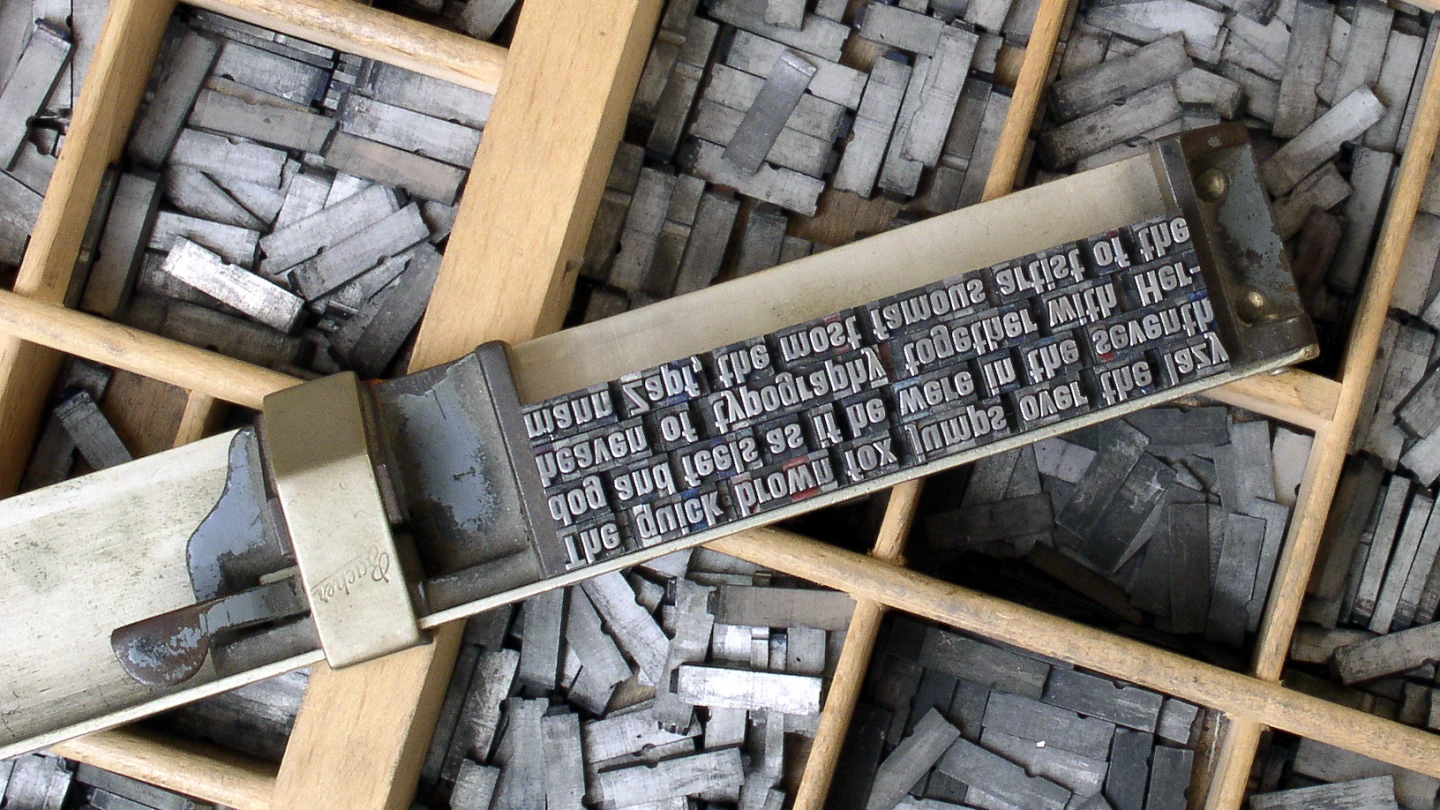 The quick brown fox jumps over the lazy
dog and feels as if he were in the seventh
heaven of typography together with Her-
mann Zapf, the most famous artist of the
Bacher